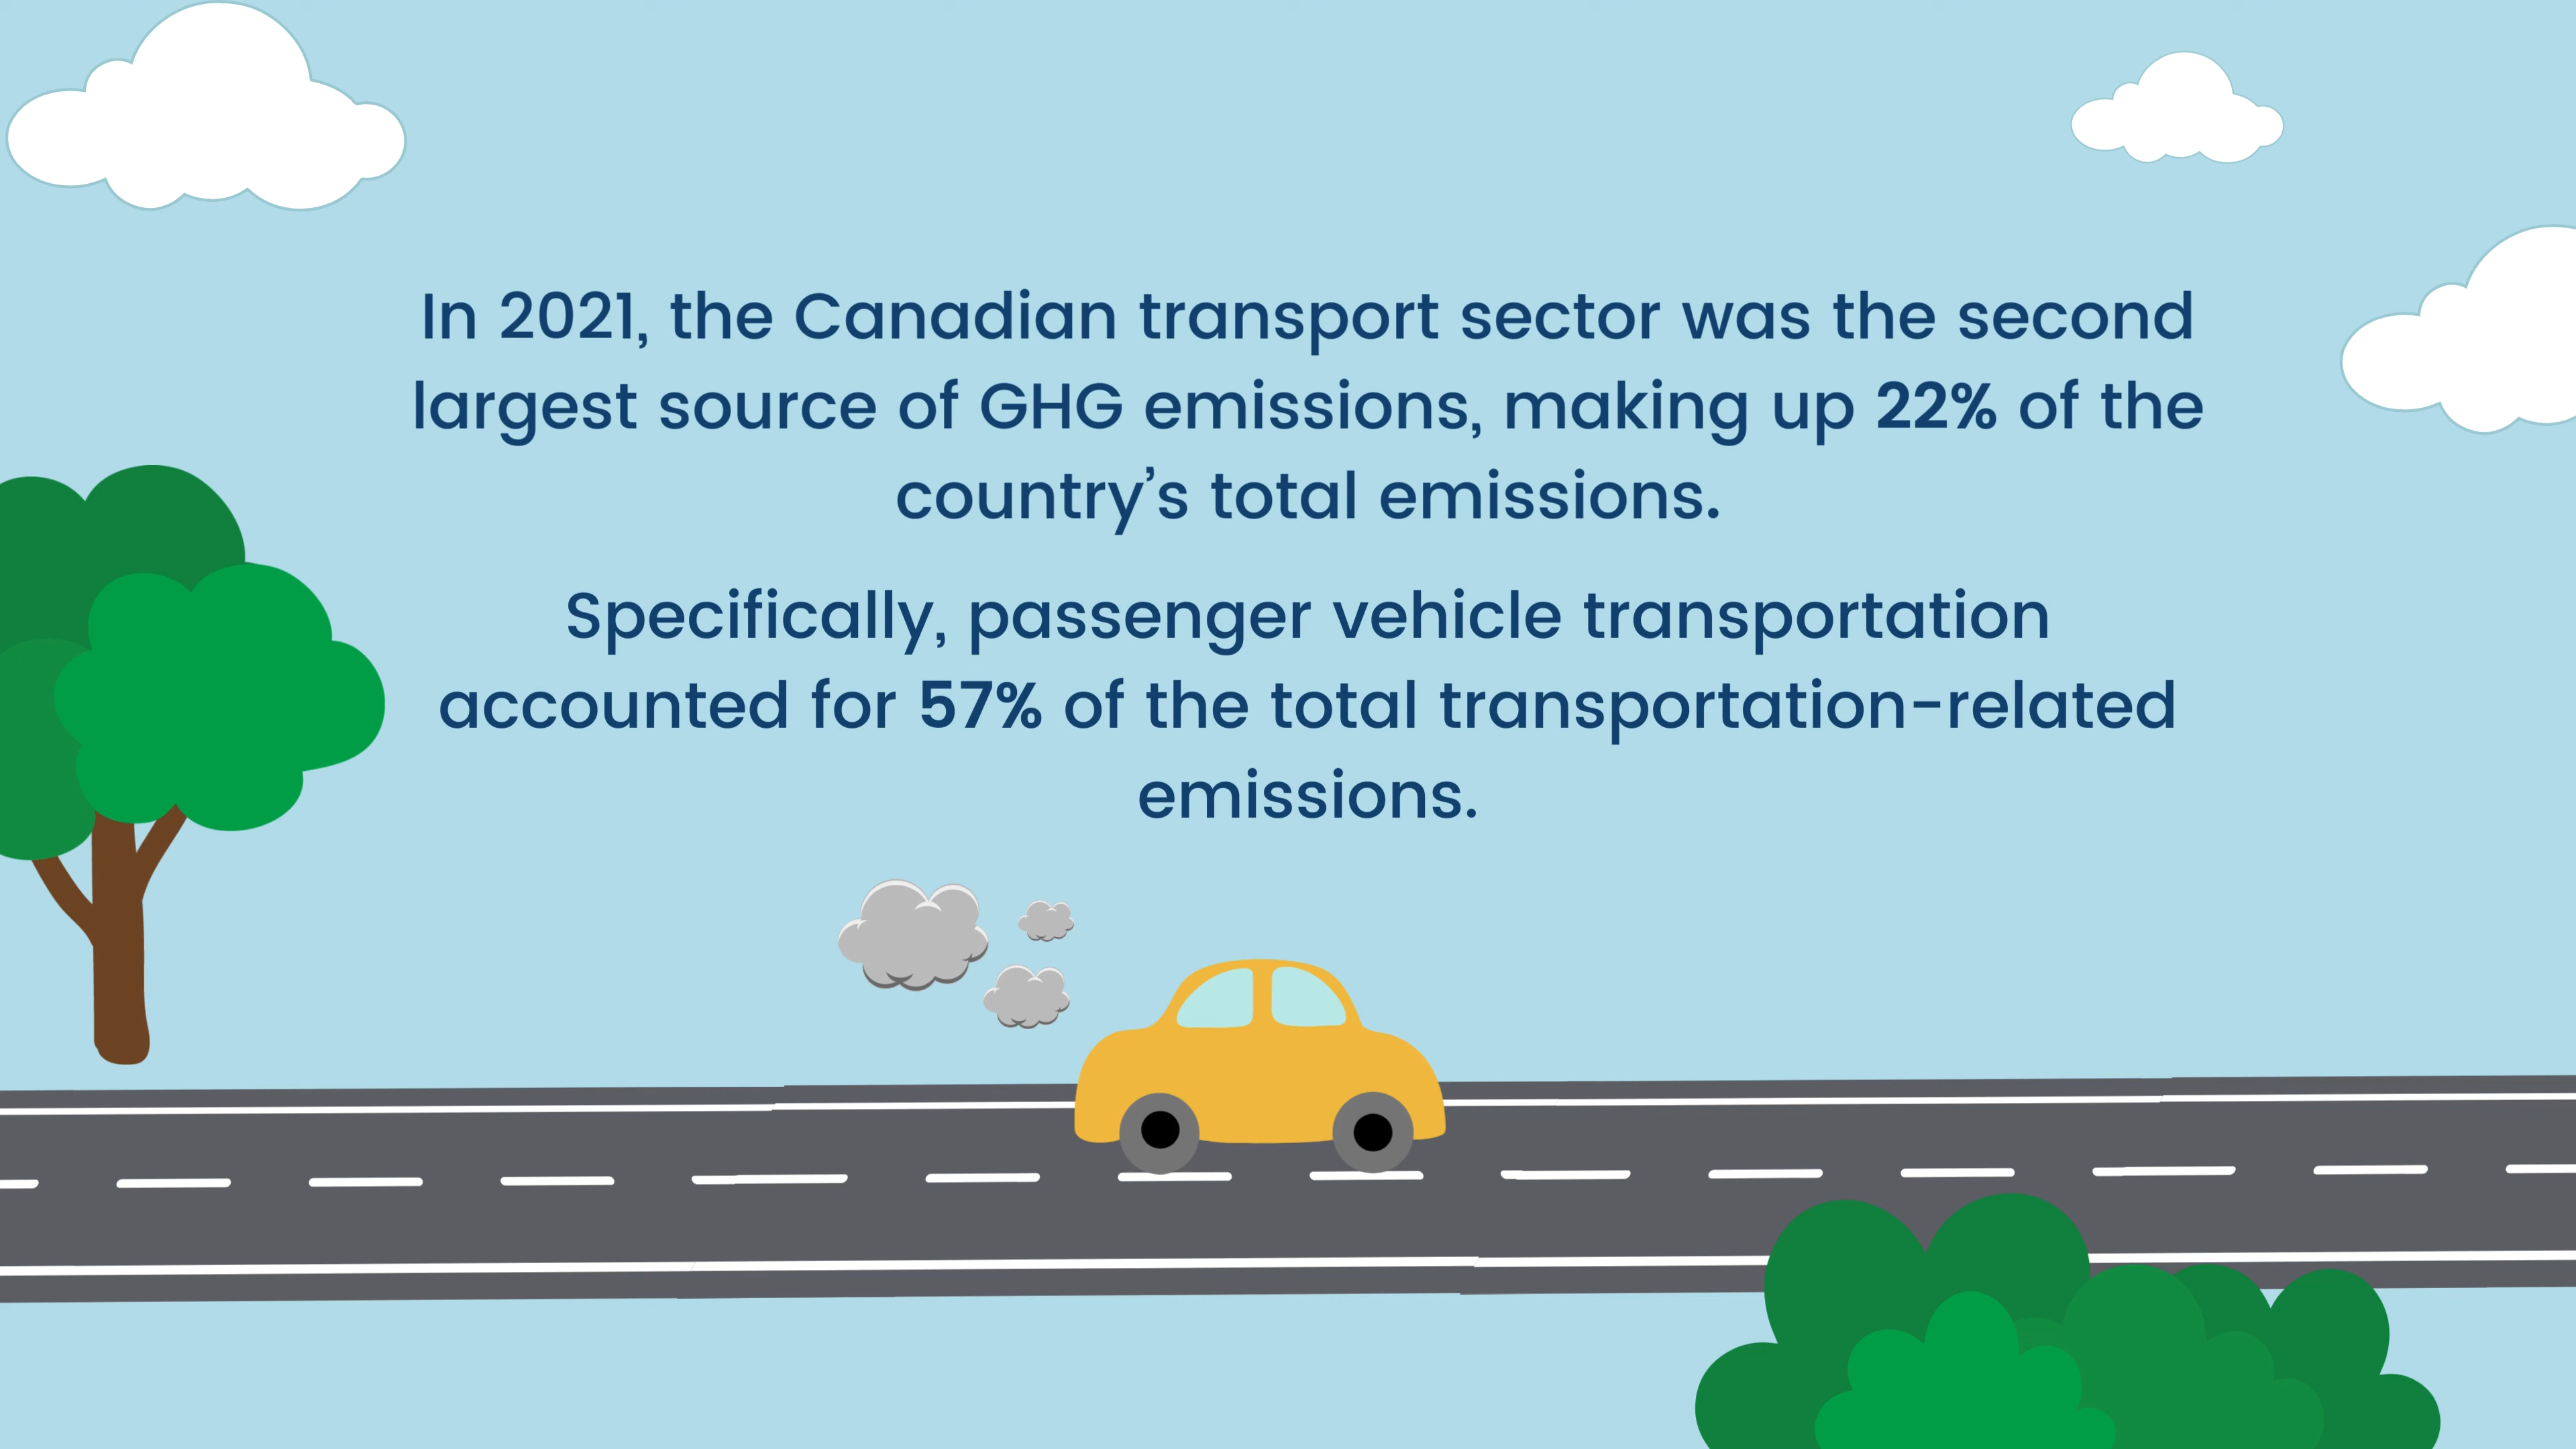 In 2021, the Canadian transport sector was the second
largest source of GHG emissions, making up 22% of the
country’s total emissions.
Specifically, passenger vehicle transportation
accounted for 57% of the total transportation-related
emissions.